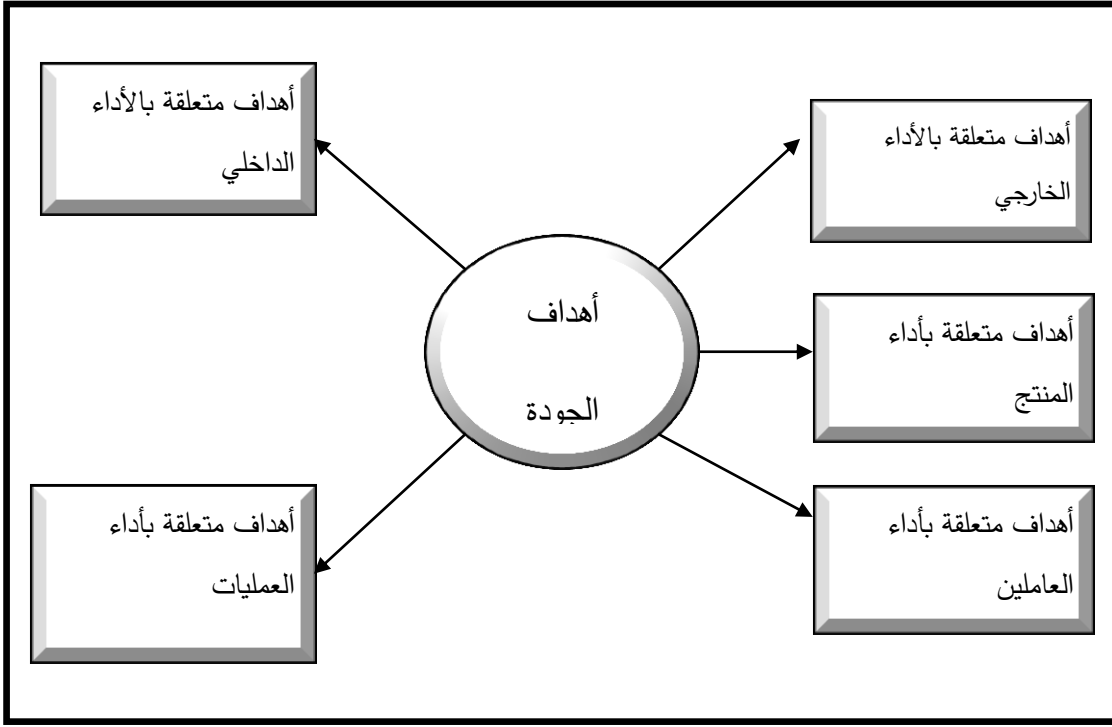 أهداف متعلقة بالأداء
الخارجي
أهداف متعلقة بالأداء
الداخلي
أهداف
الجودة
أهداف متعلقة بأداء
المنتج
أهداف متعلقة بأداء
العاملين
أهداف متعلقة بأداء
العمليات